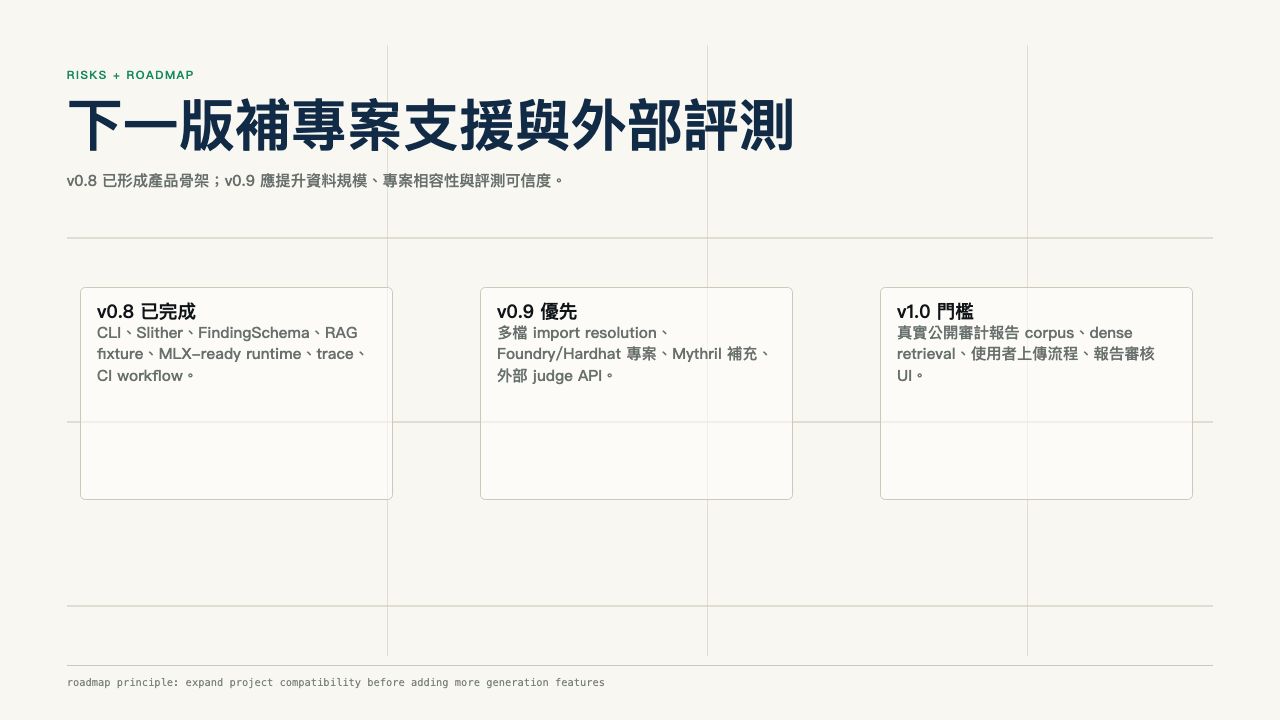 RISKS + ROADMAP
下一版補專案支援與外部評測
v0.8 已形成產品骨架；v0.9 應提升資料規模、專案相容性與評測可信度。
v0.8 已完成
CLI、Slither、FindingSchema、RAG
fixture、MLX-ready runtime、trace、
CI workflow。
v0.9 優先
多檔 import resolution、
Foundry/Hardhat 專案、Mythril 補充、
外部 judge API。
v1.0 門檻
真實公開審計報告 corpus、dense
retrieval、使用者上傳流程、報告審核
UI。
roadmap principle: expand project compatibility before adding more generation features